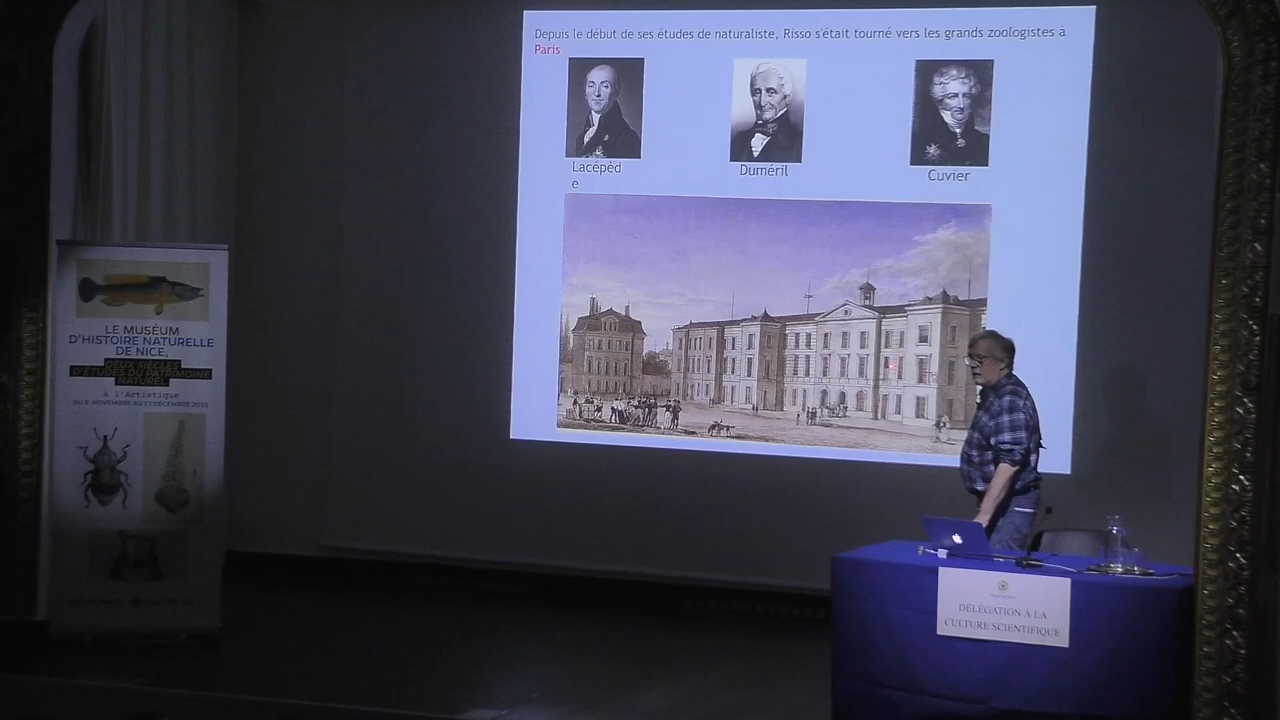 Depuis le début de ses études de naturaliste, Risso s'était tourné vers les grands zoologistes à
Paris
Lacépèd
e
Duméril
Cuvier
LE MUSÉUM
D'HISTOIRE NATURELLE
DE NICE,
DEUX SIÈCLES
D'ÉTUDES DU PATRIMOINE
NATUREL
à l'Artistique
DÉLÉGATION A LA
CULTURE SCIENTIFIQUE